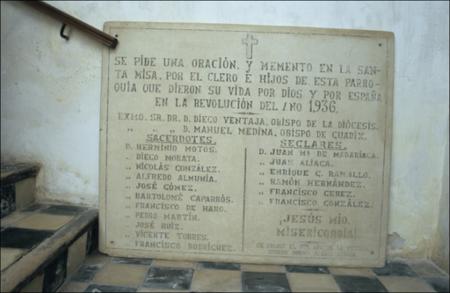 SE PIDE UNA ORACIÓN, Y MEMENTO EN LA SAN-
TA MISA, POR EL CLERO É HIJOS DE ESTA PARRO-
QUIA QUE DIERON SU VIDA POR DIOS Y POR ESPAÑA
EN LA REVOLUCIÓN DEL AÑO 1936.
EXMO. SR. DR. D. DIEGO VENTAJA, OBISPO DE LA DIÓCESIS.
„ „ „ D. MANUEL MEDINA, OBISPO DE GUADIX.
SACERDOTES.
D. HERMINIO MOTOS.
„ DIEGO MORATA.
„ NICOLÁS GONZÁLEZ.
„ ALFREDO ALMUNIA.
„ JOSÉ GÓMEZ.
„ BARTOLOMÉ CAPARRÓS.
„ FRANCISCO DE HARO.
„ PEDRO MARTÍN.
„ JOSÉ RUIZ.
„ VICENTE TORRES.
„ FRANCISCO RODRÍGUEZ.
SEGLARES.
D. JUAN Mª DE MADARIAGA.
„ JUAN ALIAGA.
„ ENRIQUE G. RAMALLO.
„ RAMÓN HERNÁNDEZ.
„ FRANCISCO GEREZ.
„ FRANCISCO GONZÁLEZ.
¡JESÚS MÍO,
MISERICORDIA!